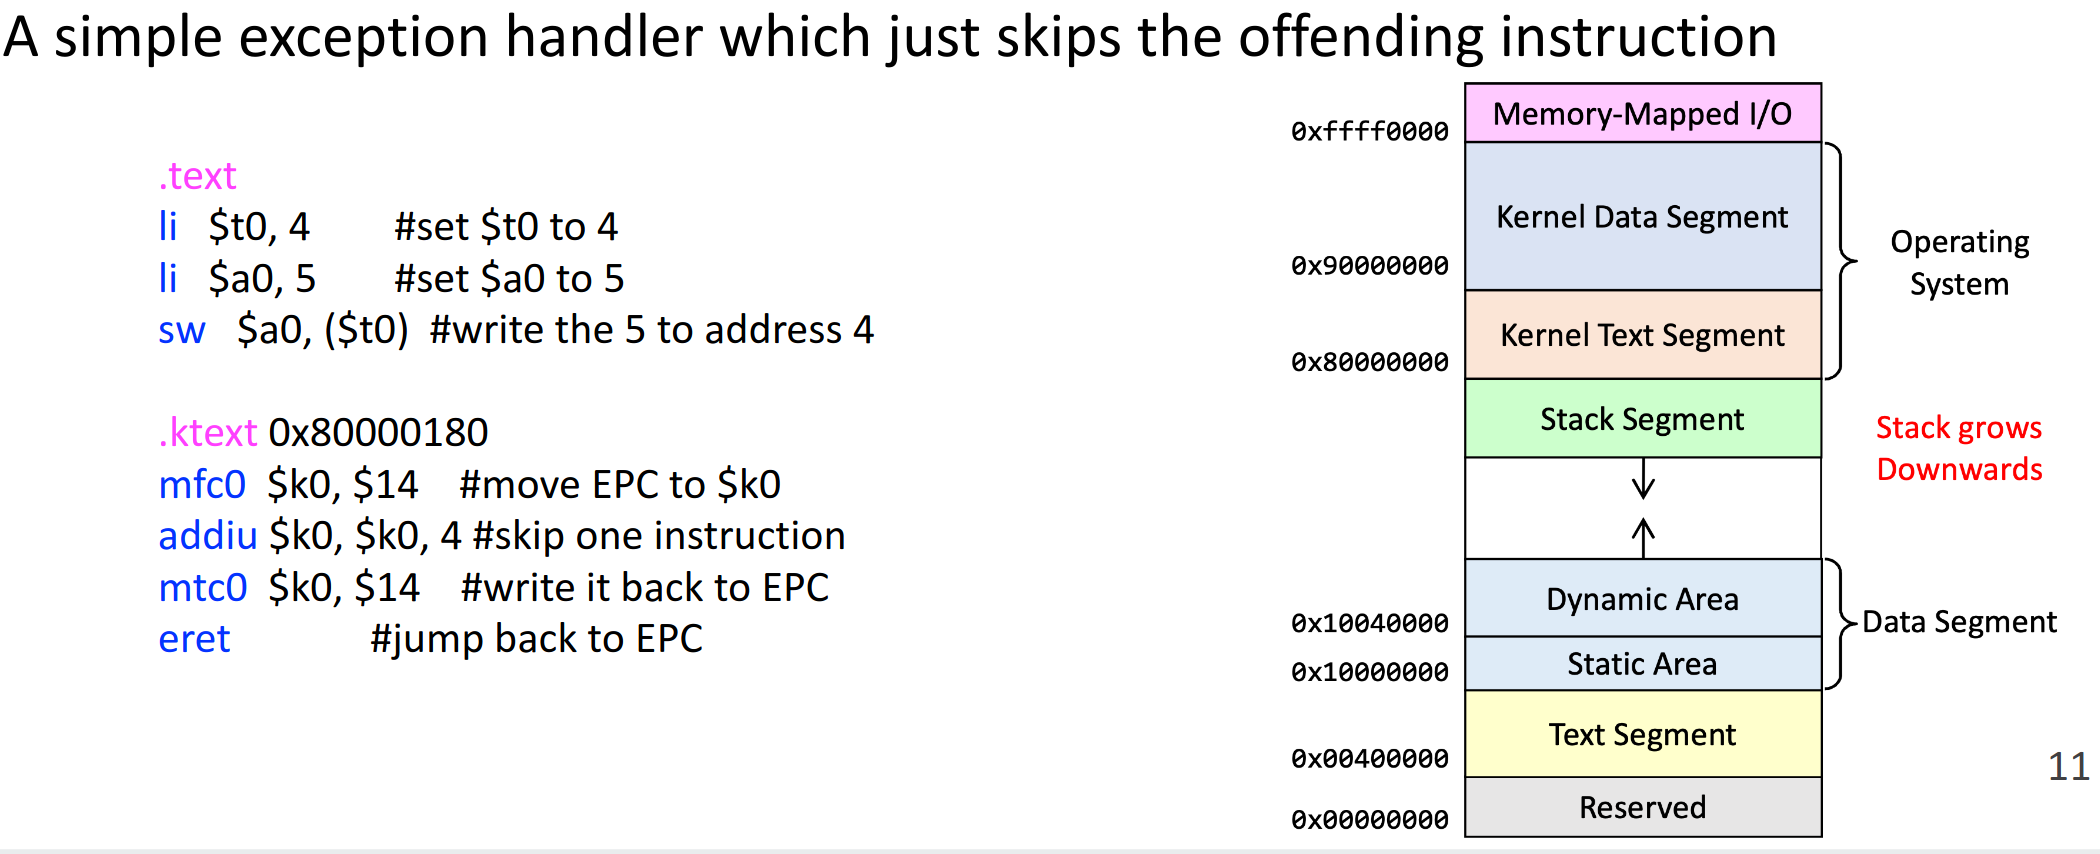 A simple exception handler which just skips the offending instruction
.text
li $t0, 4 #set $t0 to 4
li $a0, 5 #set $a0 to 5
sw $a0, ($t0) #write the 5 to address 4
.ktext 0x80000180
mfc0 $k0, $14 #move EPC to $k0
addiu $k0, $k0, 4 #skip one instruction
mtc0 $k0, $14 #write it back to EPC
eret #jump back to EPC
Memory-Mapped I/O
0xffff0000
Kernel Data Segment
0x90000000
Kernel Text Segment
0x80000000
Operating
System
Stack Segment
Stack grows
Downwards
Dynamic Area
0x10040000
Static Area
0x10000000
Data Segment
Text Segment
0x00400000
Reserved
0x00000000
11